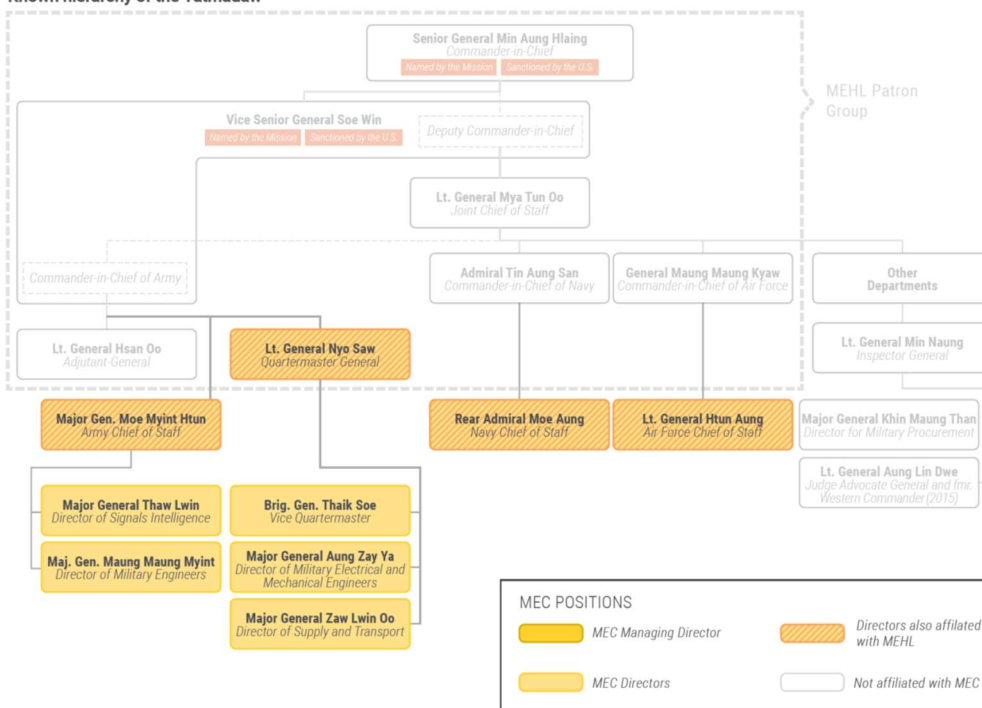 Known hierarchy of the Tatmadaw
Senior General Min Aung Hlaing
Commander-in-Chief
Named by the Mission
Sanctioned by the U.S.
MEHL Patron
Group
Vice Senior General Soe Win
Named by the Mission
Sanctioned by the U.S.
Deputy Commander-in-Chief
Lt. General Mya Tun Oo
Joint Chief of Staff
Commander-in-Chief of Army
Admiral Tin Aung San
Commander-in-Chief of Navy
General Maung Maung Kyaw
Commander-in-Chief of Air Force
Other
Departments
Lt. General Hsan Oo
Adjutant-General
Lt. General Nyo Saw
Quartermaster General
Lt. General Min Naung
Inspector General
Major Gen. Moe Myint Htun
Army Chief of Staff
Rear Admiral Moe Aung
Navy Chief of Staff
Lt. General Htun Aung
Air Force Chief of Staff
Major General Khin Maung Than
Director for Military Procurement
Lt. General Aung Lin Dwe
Judge Advocate General and fmr.
Western Commander (2015)
Major General Thaw Lwin
Director of Signals Intelligence
Brig. Gen. Thaik Soe
Vice Quartermaster
Maj. Gen. Maung Maung Myint
Director of Military Engineers
Major General Aung Zay Ya
Director of Military Electrical and
Mechanical Engineers
Major General Zaw Lwin Oo
Director of Supply and Transport
MEC POSITIONS
MEC Managing Director
Directors also affilated
with MEHL
MEC Directors
Not affiliated with MEC